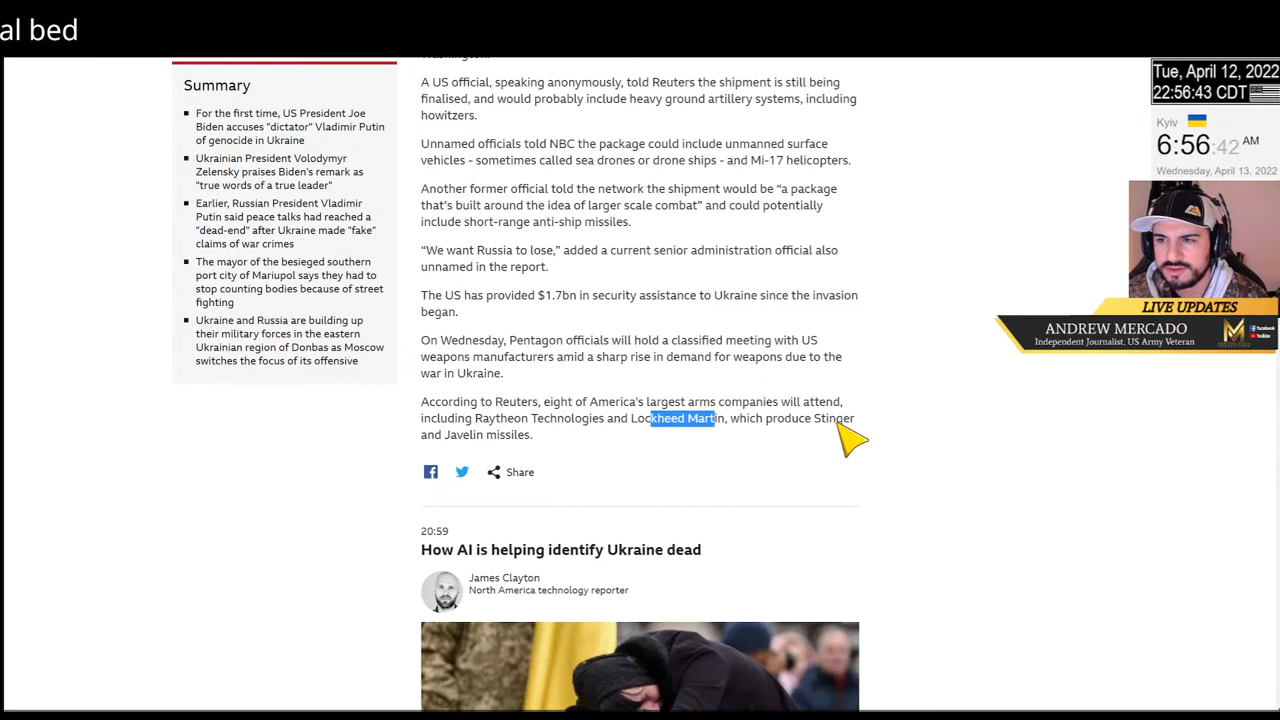 al bed
Summary
For the first time, US President Joe
Biden accuses "dictator" Vladimir Putin
of genocide in Ukraine
Ukrainian President Volodymyr
Zelensky praises Biden's remark as
"true words of a true leader"
Earlier, Russian President Vladimir
Putin said peace talks had reached a
"dead-end" after Ukraine made "fake"
claims of war crimes
The mayor of the besieged southern
port city of Mariupol says they had to
stop counting bodies because of street
fighting
Ukraine and Russia are building up
their military forces in the eastern
Ukrainian region of Donbas as Moscow
switches the focus of its offensive
Washington.
A US official, speaking anonymously, told Reuters the shipment is still being
finalised, and would probably include heavy ground artillery systems, including
howitzers.
Unnamed officials told NBC the package could include unmanned surface
vehicles - sometimes called sea drones or drone ships - and Mi-17 helicopters.
Another former official told the network the shipment would be “a package
that’s built around the idea of larger scale combat” and could potentially
include short-range anti-ship missiles.
“We want Russia to lose,” added a current senior administration official also
unnamed in the report.
The US has provided $1.7bn in security assistance to Ukraine since the invasion
began.
On Wednesday, Pentagon officials will hold a classified meeting with US
weapons manufacturers amid a sharp rise in demand for weapons due to the
war in Ukraine.
According to Reuters, eight of America's largest arms companies will attend,
including Raytheon Technologies and Lockheed Martin, which produce Stinger
and Javelin missiles.
Share
20:59
How AI is helping identify Ukraine dead
James Clayton
North America technology reporter
Tue, April 12, 2022
22:56:43 CDT
Kyiv
6:56:42 AM
Wednesday, April 13, 2022
LIVE UPDATES
ANDREW MERCADO
Independent Journalist, US Army Veteran